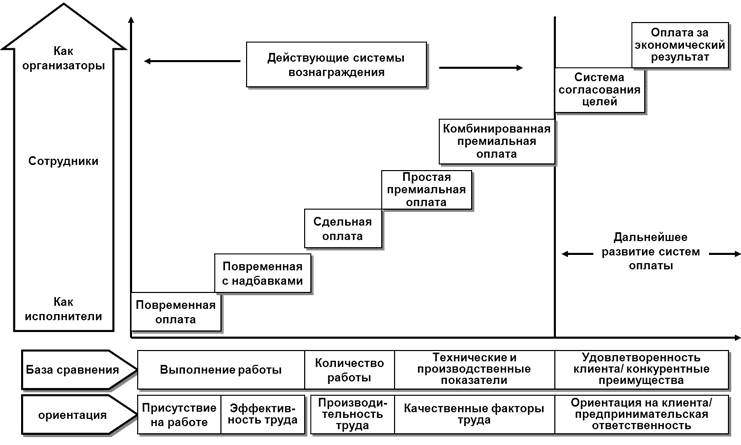 Как
организаторы
Сотрудники
Как
исполнители
Действующие системы
вознаграждения
Оплата за
экономический
результат
Система
согласования
целей
Комбинированная
премиальная
оплата
Простая
премиальная
оплата
Сдельная
оплата
Повременная
с надбавками
Повременная
оплата
Дальнейшее
развитие систем
оплаты
База сравнения
Выполнение работы
Количество
работы
Технические и
производственные
показатели
Удовлетворенность
клиента/ конкурентные
преимущества
ориентация
Присутствие
на работе
Эффектив-
ность труда
Производи-
тельность
труда
Качественные факторы
труда
Ориентация на клиента/
предпринимательская
ответственность